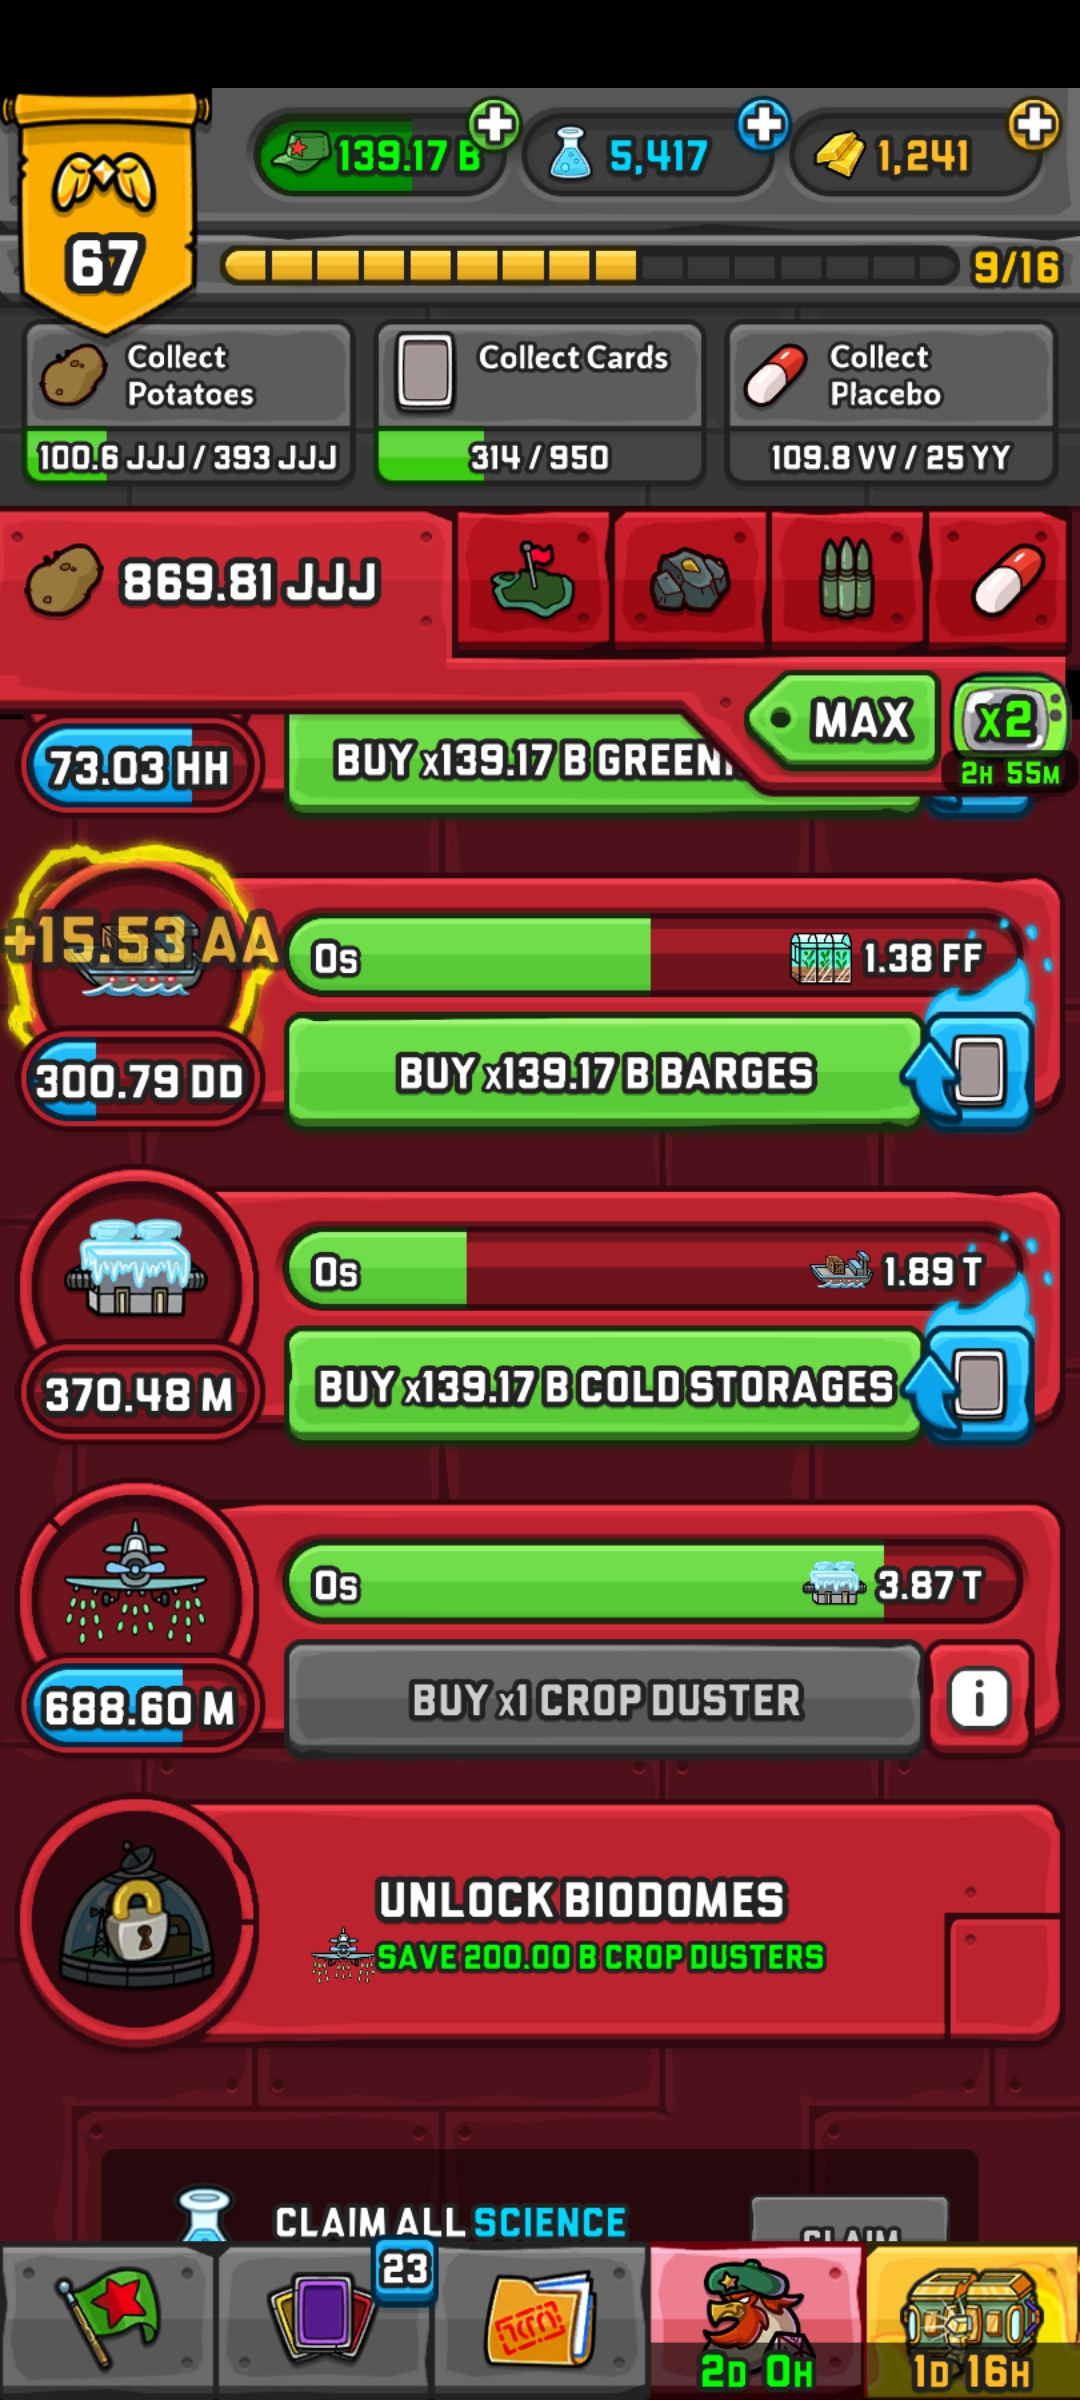 67
139.17 B
5,417
1,241
9/16
Collect
Potatoes
100.6 JJJ / 393 JJJ
Collect Cards
314 / 950
Collect
Placebo
109.8 VV / 25 YY
869.81 JJJ
MAX
x2
2H 55M
73.03 HH
BUY x139.17 B
+15.53 AA
0s
1.38 FF
300.79 DD
BUY x139.17 B BARGES
0s
1.89 T
370.48 M
BUY x139.17 B COLD STORAGES
0s
3.87 T
688.60 M
BUY x1 CROP DUSTER
i
UNLOCK BIODOMES
SAVE 200.00 B CROP DUSTERS
CLAIM ALL SCIENCE
CLAIM
23
2D 0H
1D 16H